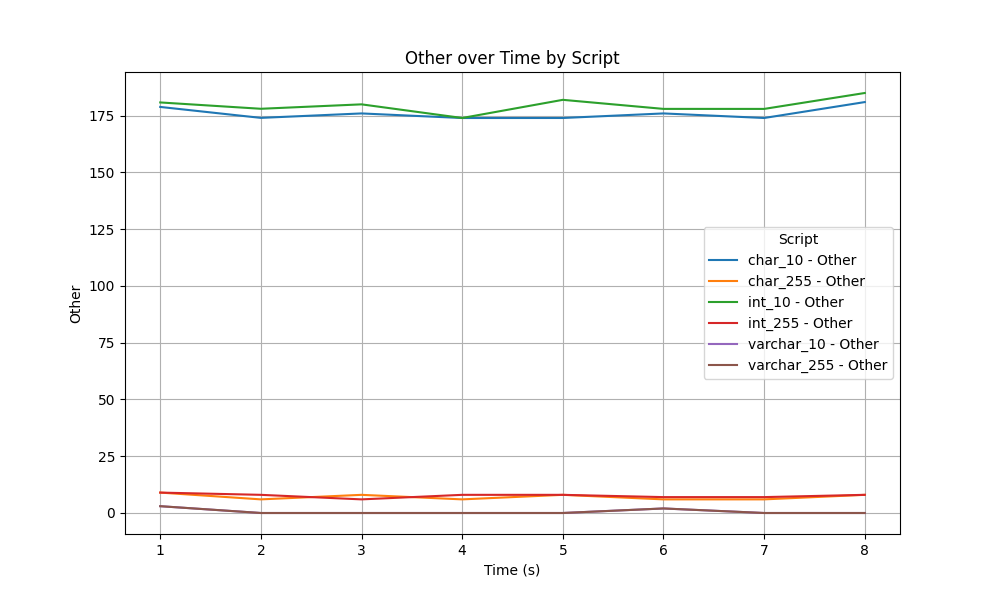 Other over Time by Script
Other
175
150
125
100
75
50
25
0
Script
char_10 - Other
char_255 - Other
int_10 - Other
int_255 - Other
varchar_10 - Other
varchar_255 - Other
1 2 3 4 5 6 7 8
Time (s)